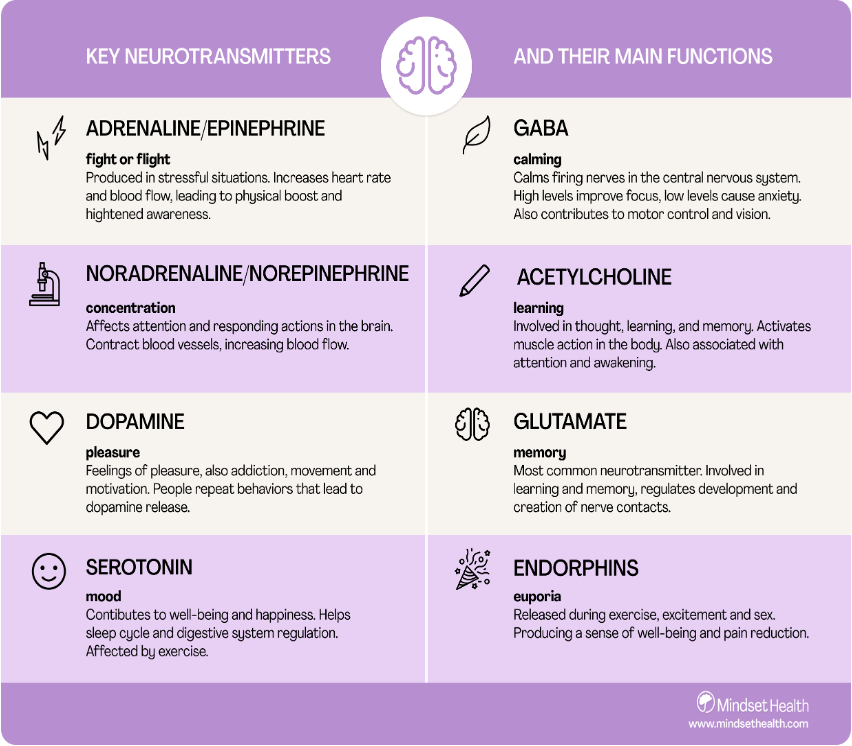 KEY NEUROTRANSMITTERS
AND THEIR MAIN FUNCTIONS
ADRENALINE/EPINEPHRINE
fight or flight
Produced in stressful situations. Increases heart rate
and blood flow, leading to physical boost and
hightened awareness.
GABA
calming
Calms firing nerves in the central nervous system.
High levels improve focus, low levels cause anxiety.
Also contributes to motor control and vision.
NORADRENALINE/NOREPINEPHRINE
concentration
Affects attention and responding actions in the brain.
Contract blood vessels, increasing blood flow.
ACETYLCHOLINE
learning
Involved in thought, learning, and memory. Activates
muscle action in the body. Also associated with
attention and awakening.
DOPAMINE
pleasure
Feelings of pleasure, also addiction, movement and
motivation. People repeat behaviors that lead to
dopamine release.
GLUTAMATE
memory
Most common neurotransmitter. Involved in
learning and memory, regulates development and
creation of nerve contacts.
SEROTONIN
mood
Contibutes to well-being and happiness. Helps
sleep cycle and digestive system regulation.
Affected by exercise.
ENDORPHINS
euporia
Released during exercise, excitement and sex.
Producing a sense of well-being and pain reduction.
Mindset Health
www.mindsethealth.com